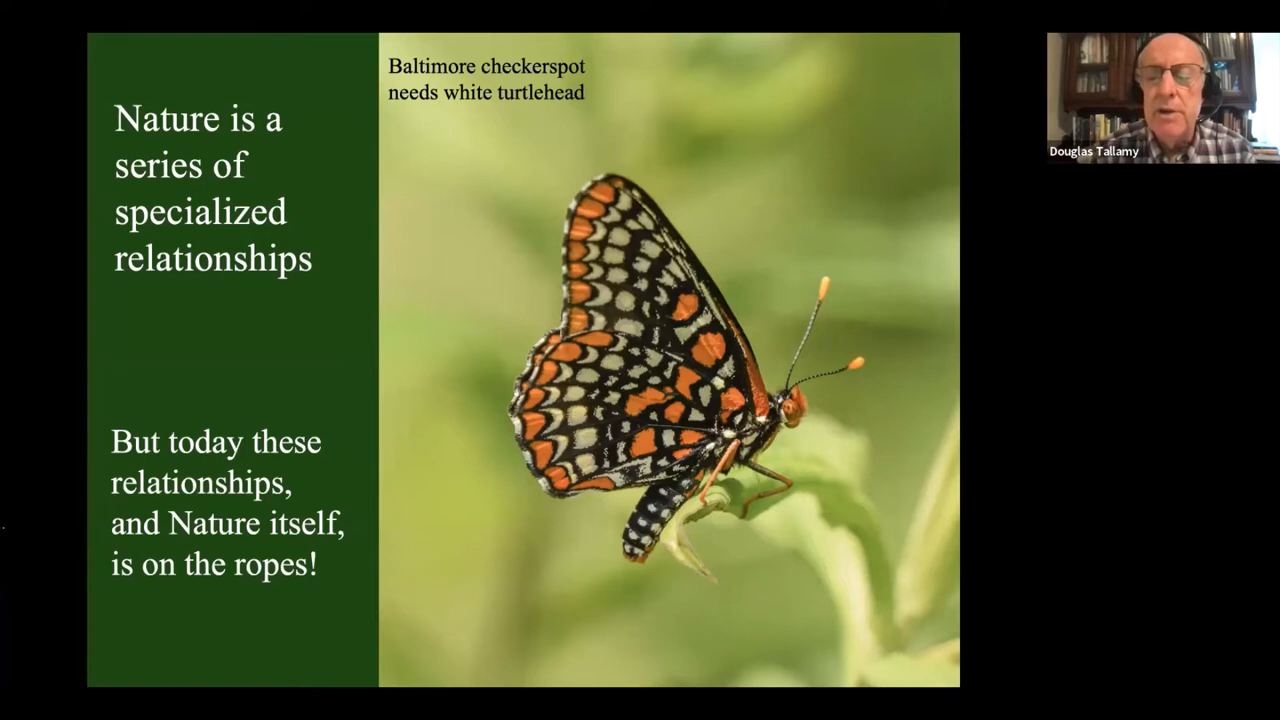 Nature is a
series of
specialized
relationships
But today these
relationships,
and Nature itself,
is on the ropes!
Baltimore checkerspot
needs white turtlehead
Douglas Tallamy